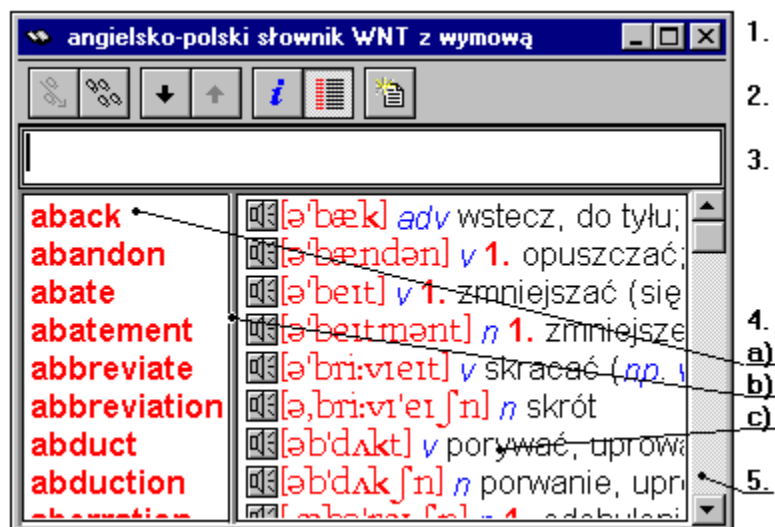 angielsko-polski słownik WNT z wymową 1.
i 2.
3.
aback [ə'bæk] adv wstecz, do tyłu;
abandon [ə'bændən] v 1. opuszczać;
abate [ə'beɪt] v 1. zmniejszać (się
abatement [ə'beɪtmənt] n 1. zmniejsze 4.
a)
abbreviate [ə'bri:vɪeɪt] v skracać (np. b)
abbreviation [ə,bri:vɪ'eɪʃn] n skrót c)
abduct [əb'dʌkt] v porywać, uprowa
abduction [əb'dʌkʃn] n porwanie, upr 5.